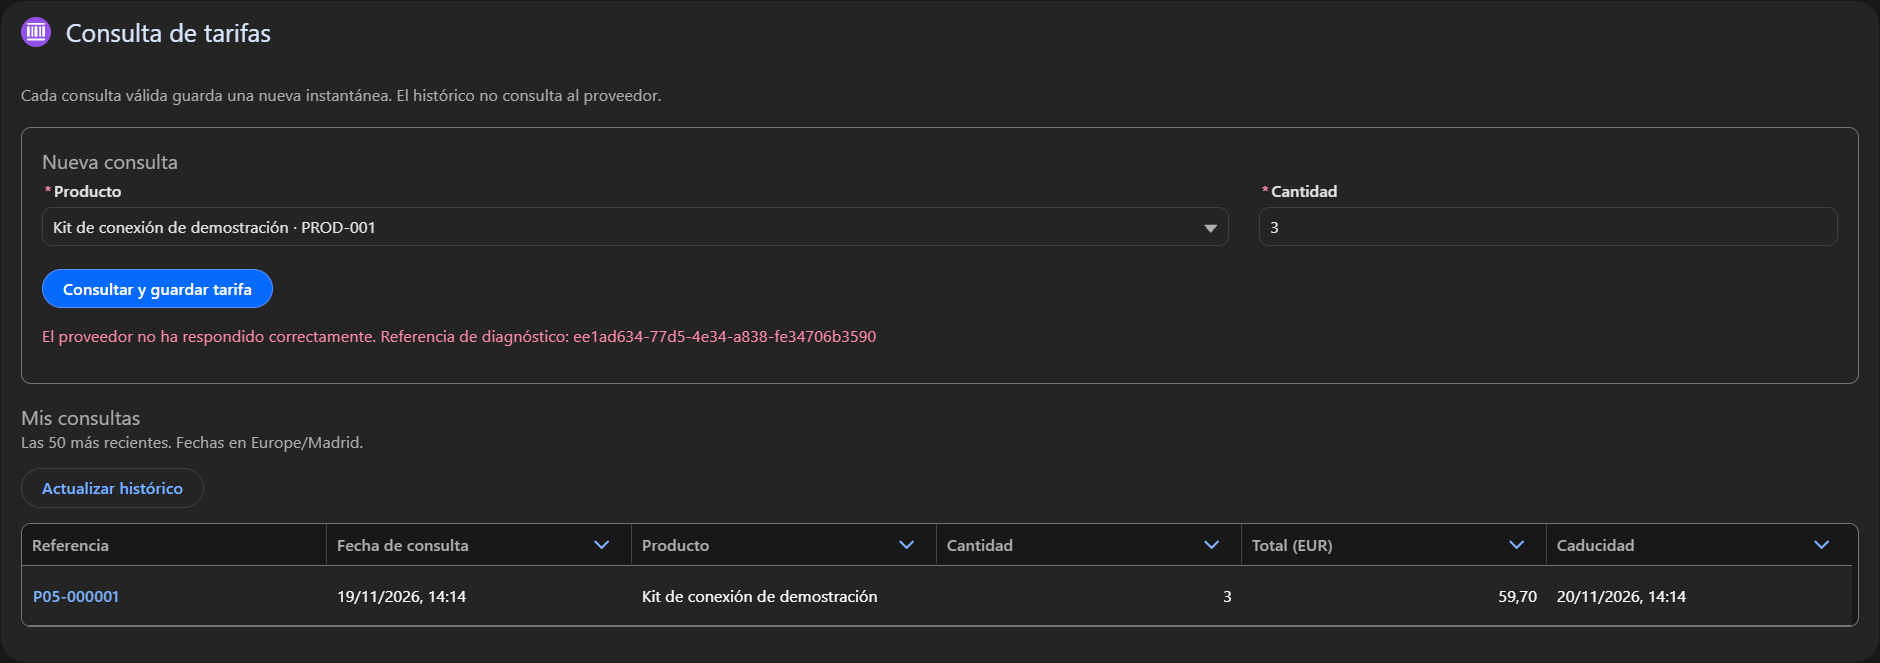 Consulta de tarifas
Cada consulta válida guarda una nueva instantánea. El histórico no consulta al proveedor.
Nueva consulta
* Producto
* Cantidad
Kit de conexión de demostración · PROD-001
3
Consultar y guardar tarifa
El proveedor no ha respondido correctamente. Referencia de diagnóstico: ee1ad634-77d5-4e34-a838-fe34706b3590
Mis consultas
Las 50 más recientes. Fechas en Europe/Madrid.
Actualizar histórico
Referencia Fecha de consulta Producto Cantidad Total (EUR) Caducidad
P05-000001 19/11/2026, 14:14 Kit de conexión de demostración 3 59,70 20/11/2026, 14:14